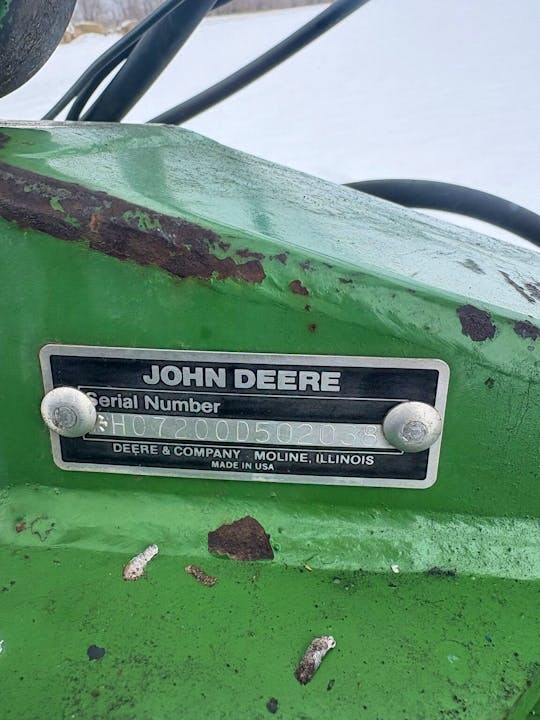 JOHN DEERE
Serial Number
*H07200D502038
DEERE & COMPANY MOLINE, ILLINOIS
MADE IN USA